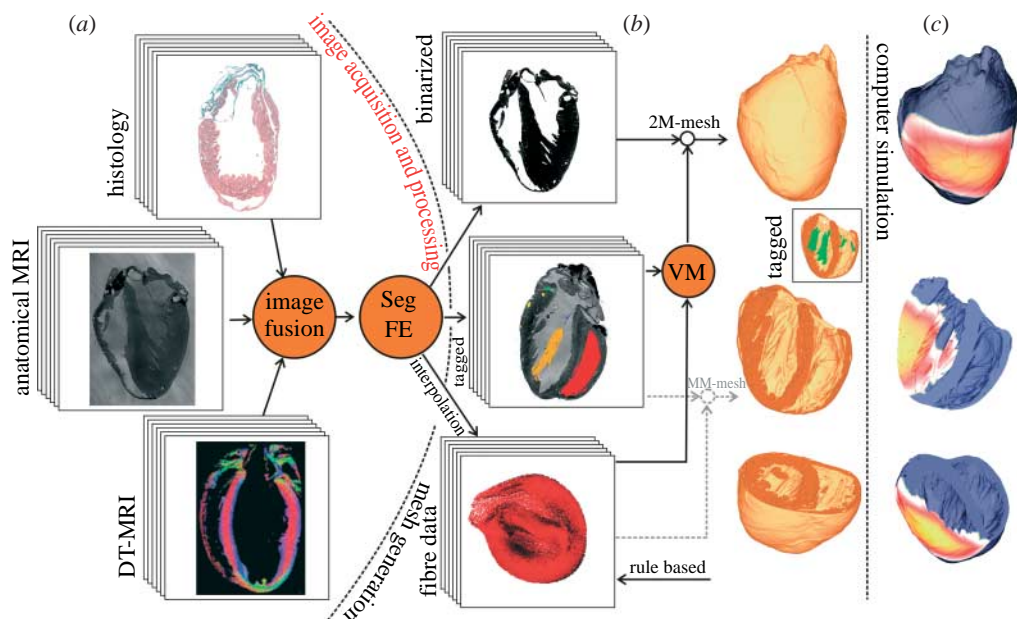 (a)
histology
anatomical MRI
DT-MRI
image
fusion
Seg
FE
image acquisition and processing
mesh generation
interpolation
(b)
binarized
tagged
fibre data
2M-mesh
VM
MM-mesh
rule based
tagged
computer simulation
(c)